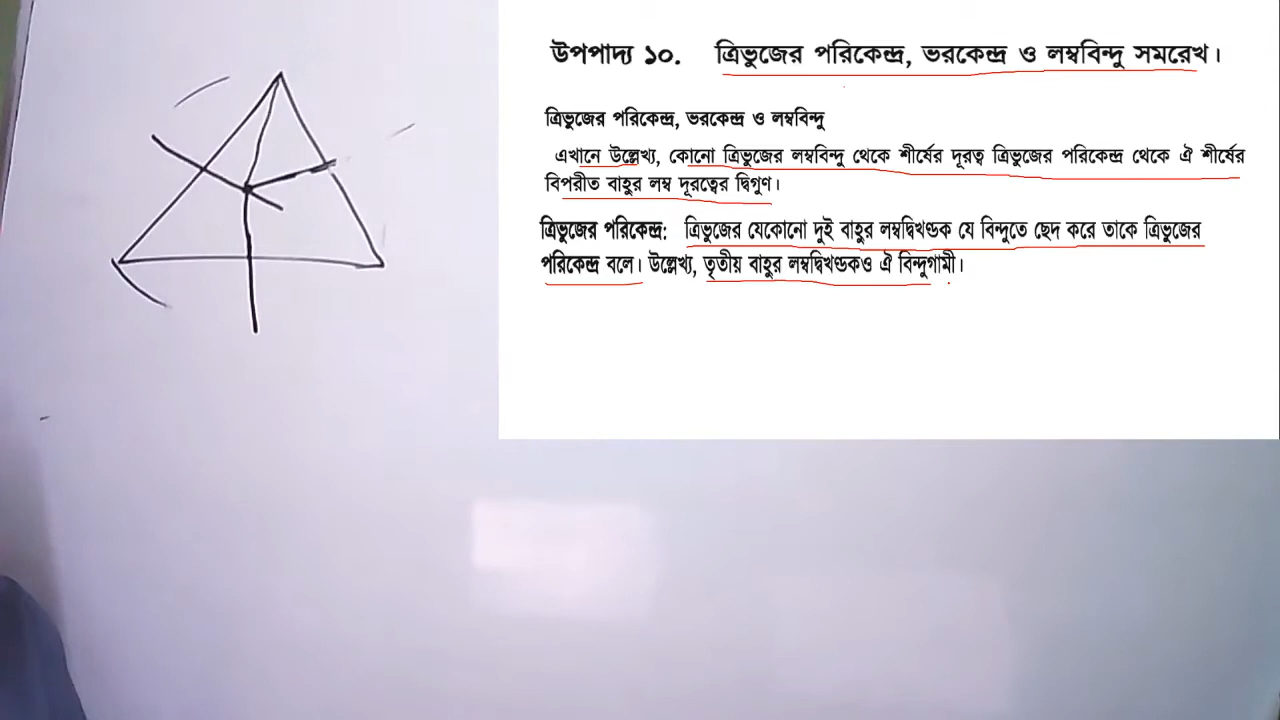 উপপাদ্য ১০. ত্রিভুজের পরিকেন্দ্র, ভরকেন্দ্র ও লম্ববিন্দু সমরেখ।
ত্রিভুজের পরিকেন্দ্র, ভরকেন্দ্র ও লম্ববিন্দু
এখানে উল্লেখ্য, কোনো ত্রিভুজের লম্ববিন্দু থেকে শীর্ষের দূরত্ব ত্রিভুজের পরিকেন্দ্র থেকে ঐ শীর্ষের
বিপরীত বাহুর লম্ব দূরত্বের দ্বিগুণ।
ত্রিভুজের পরিকেন্দ্র: ত্রিভুজের যেকোনো দুই বাহুর লম্বদ্বিখণ্ডক যে বিন্দুতে ছেদ করে তাকে ত্রিভুজের
পরিকেন্দ্র বলে। উল্লেখ্য, তৃতীয় বাহুর লম্বদ্বিখণ্ডকও ঐ বিন্দুগামী।